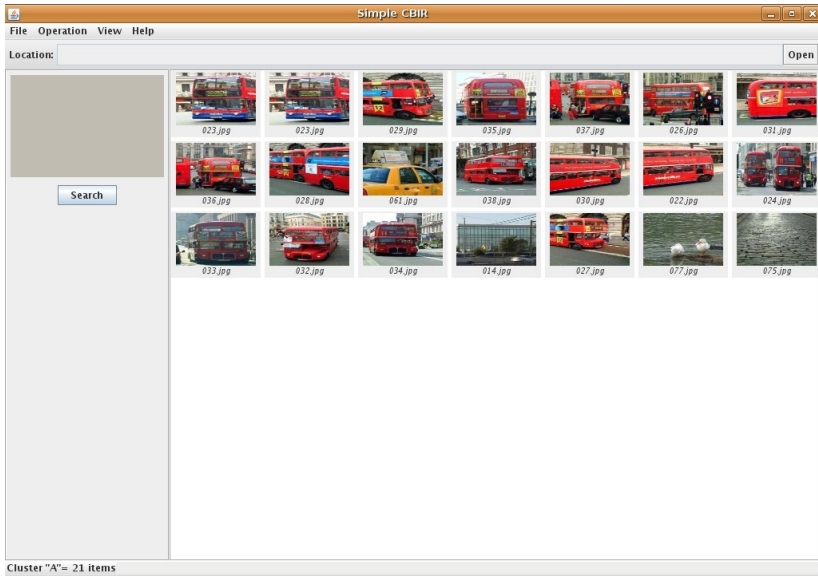 Simple CBIR
File Operation View Help
Location: Open
023.jpg 023.jpg 029.jpg 035.jpg 037.jpg 026.jpg 031.jpg
Search
036.jpg 028.jpg 061.jpg 038.jpg 030.jpg 022.jpg 024.jpg
033.jpg 032.jpg 034.jpg 014.jpg 027.jpg 077.jpg 075.jpg
Cluster "A"= 21 items